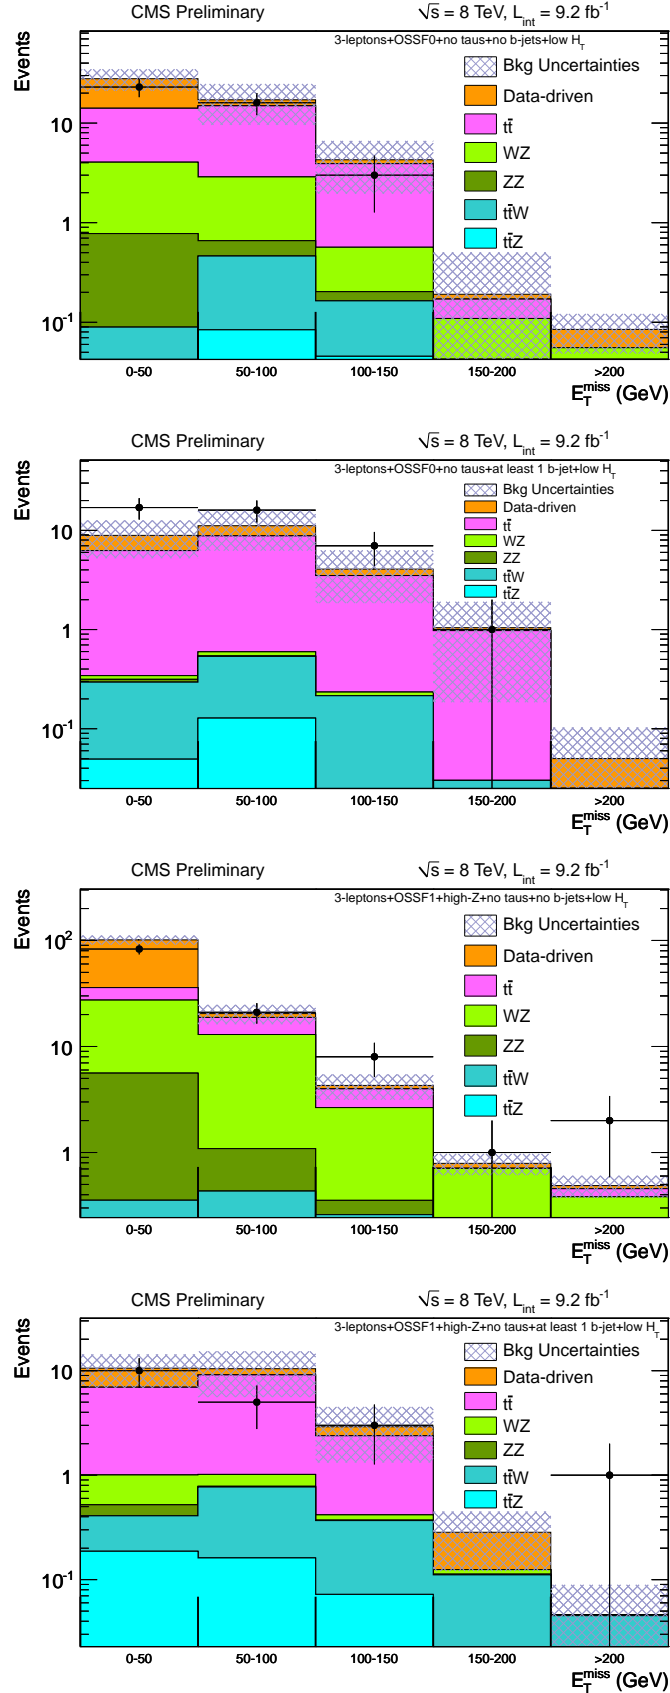 CMS Preliminary √s = 8 TeV, L_int = 9.2 fb⁻¹
3-leptons+OSSF0+no taus+no b-jets+low H_T
Events
Bkg Uncertainties
Data-driven
tt̄
WZ
ZZ
tt̄W
tt̄Z
10
1
10⁻¹
0-50 50-100 100-150 150-200 >200
E_T^miss (GeV)
CMS Preliminary √s = 8 TeV, L_int = 9.2 fb⁻¹
3-leptons+OSSF0+no taus+at least 1 b-jet+low H_T
Events
Bkg Uncertainties
Data-driven
tt̄
WZ
ZZ
tt̄W
tt̄Z
10
1
10⁻¹
0-50 50-100 100-150 150-200 >200
E_T^miss (GeV)
CMS Preliminary √s = 8 TeV, L_int = 9.2 fb⁻¹
3-leptons+OSSF1+high-Z+no taus+no b-jets+low H_T
Events
Bkg Uncertainties
Data-driven
tt̄
WZ
ZZ
tt̄W
tt̄Z
10²
10
1
0-50 50-100 100-150 150-200 >200
E_T^miss (GeV)
CMS Preliminary √s = 8 TeV, L_int = 9.2 fb⁻¹
3-leptons+OSSF1+high-Z+no taus+at least 1 b-jet+low H_T
Events
Bkg Uncertainties
Data-driven
tt̄
WZ
ZZ
tt̄W
tt̄Z
10
1
10⁻¹
0-50 50-100 100-150 150-200 >200
E_T^miss (GeV)